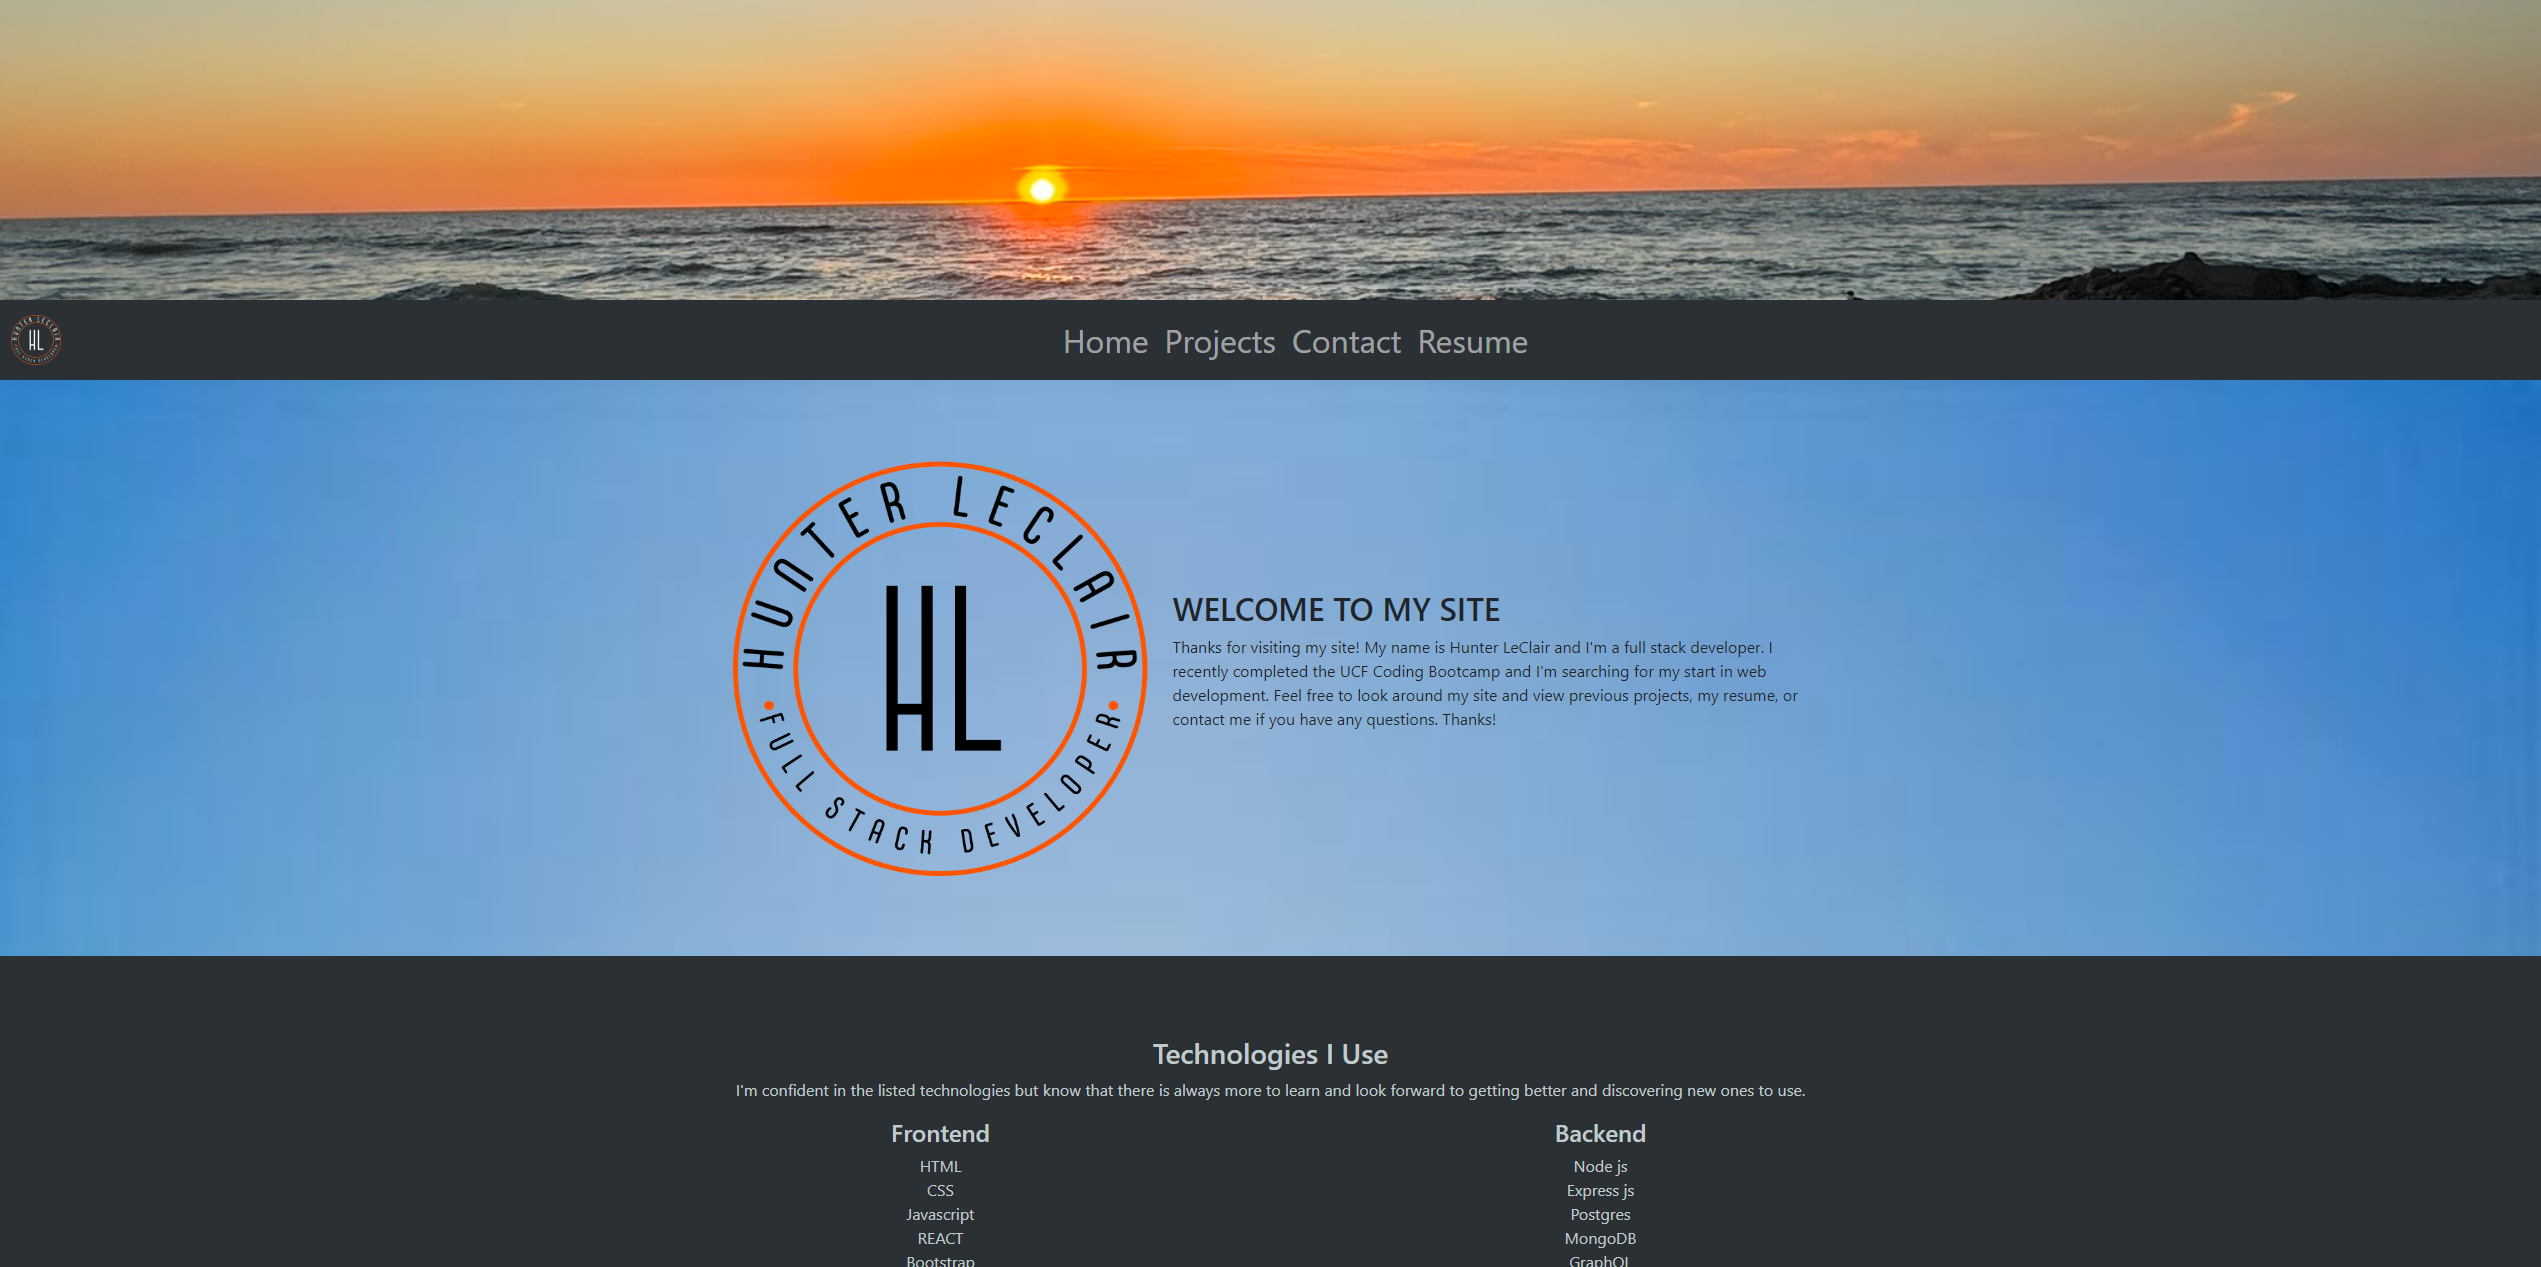 HUNTER LECLAIR
HL
Home Projects Contact Resume
HUNTER LECLAIR
HL
FULL STACK DEVELOPER
WELCOME TO MY SITE
Thanks for visiting my site! My name is Hunter LeClair and I'm a full stack developer. I
recently completed the UCF Coding Bootcamp and I'm searching for my start in web
development. Feel free to look around my site and view previous projects, my resume, or
contact me if you have any questions. Thanks!
Technologies I Use
I'm confident in the listed technologies but know that there is always more to learn and look forward to getting better and discovering new ones to use.
Frontend
HTML
CSS
Javascript
REACT
Bootstrap
Backend
Node js
Express js
Postgres
MongoDB
GraphQL